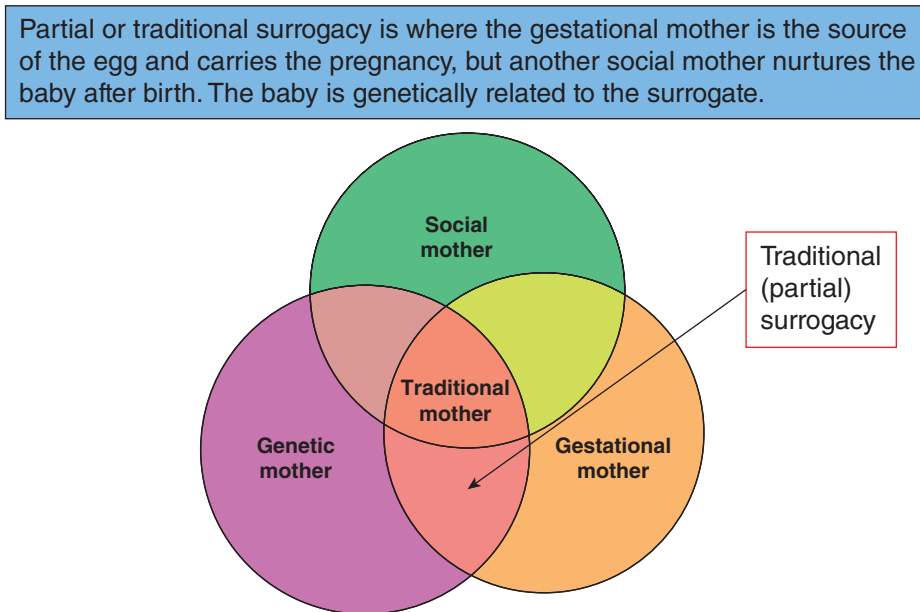 Partial or traditional surrogacy is where the gestational mother is the source
of the egg and carries the pregnancy, but another social mother nurtures the
baby after birth. The baby is genetically related to the surrogate.
Social
mother
Traditional
(partial)
surrogacy
Traditional
mother
Genetic
mother
Gestational
mother